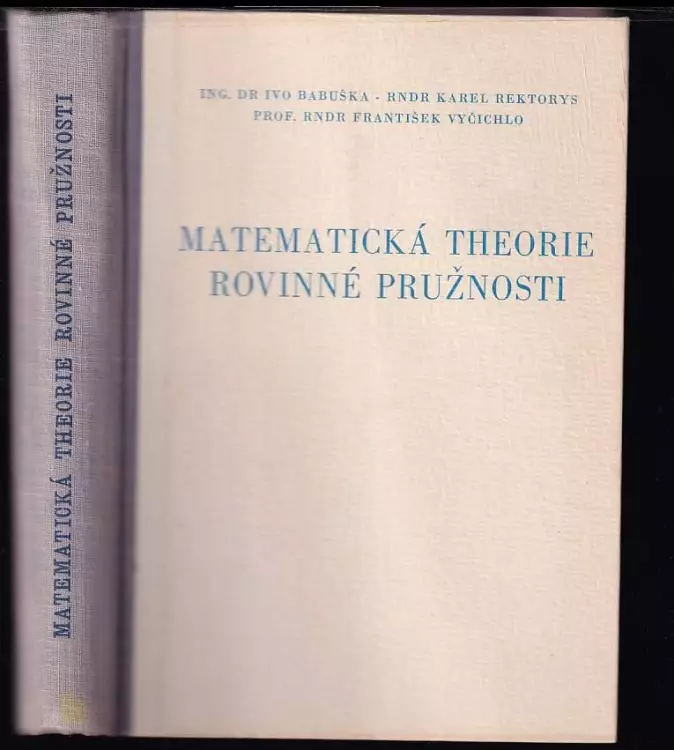 MATEMATICKÁ THEORIE ROVINNÉ PRUŽNOSTI
ING. DR IVO BABUŠKA - RNDR KAREL REKTORYS
PROF. RNDR FRANTIŠEK VYČICHLO
MATEMATICKÁ THEORIE
ROVINNÉ PRUŽNOSTI